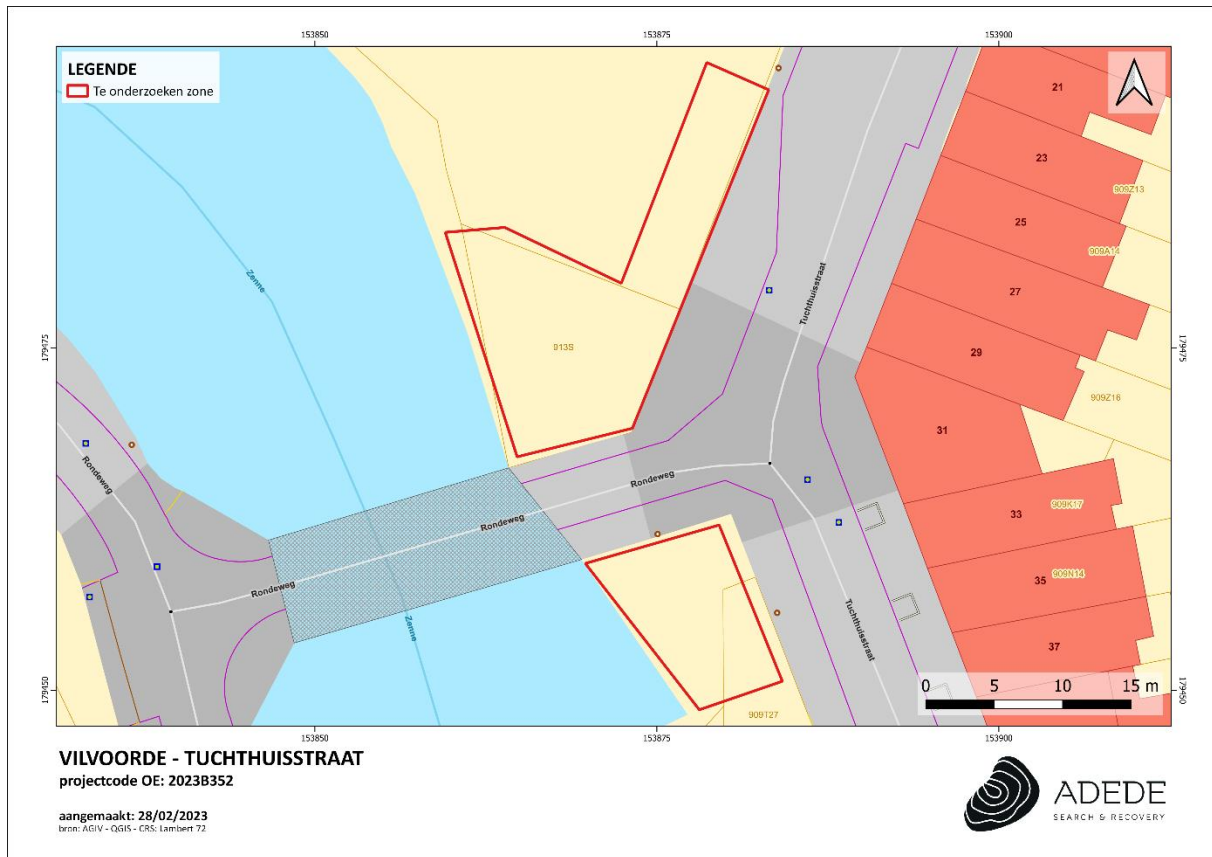 153850
153875
153900
LEGENDE
Te onderzoeken zone
21
23
909Z13
25
909A14
27
Zenne
Tuchthuisstraat
179475
179475
913S
29
909Z16
31
Rondeweg
Rondeweg
Rondeweg
33
909K17
35
909N14
Rondeweg
Zenne
Tuchthuisstraat
37
0 5 10 15 m
179450
179450
909T27
153850
153875
153900
VILVOORDE - TUCHTHUISSTRAAT
projectcode OE: 2023B352
aangemaakt: 28/02/2023
bron: AGIV - QGIS - CRS: Lambert 72
ADEDE
SEARCH & RECOVERY